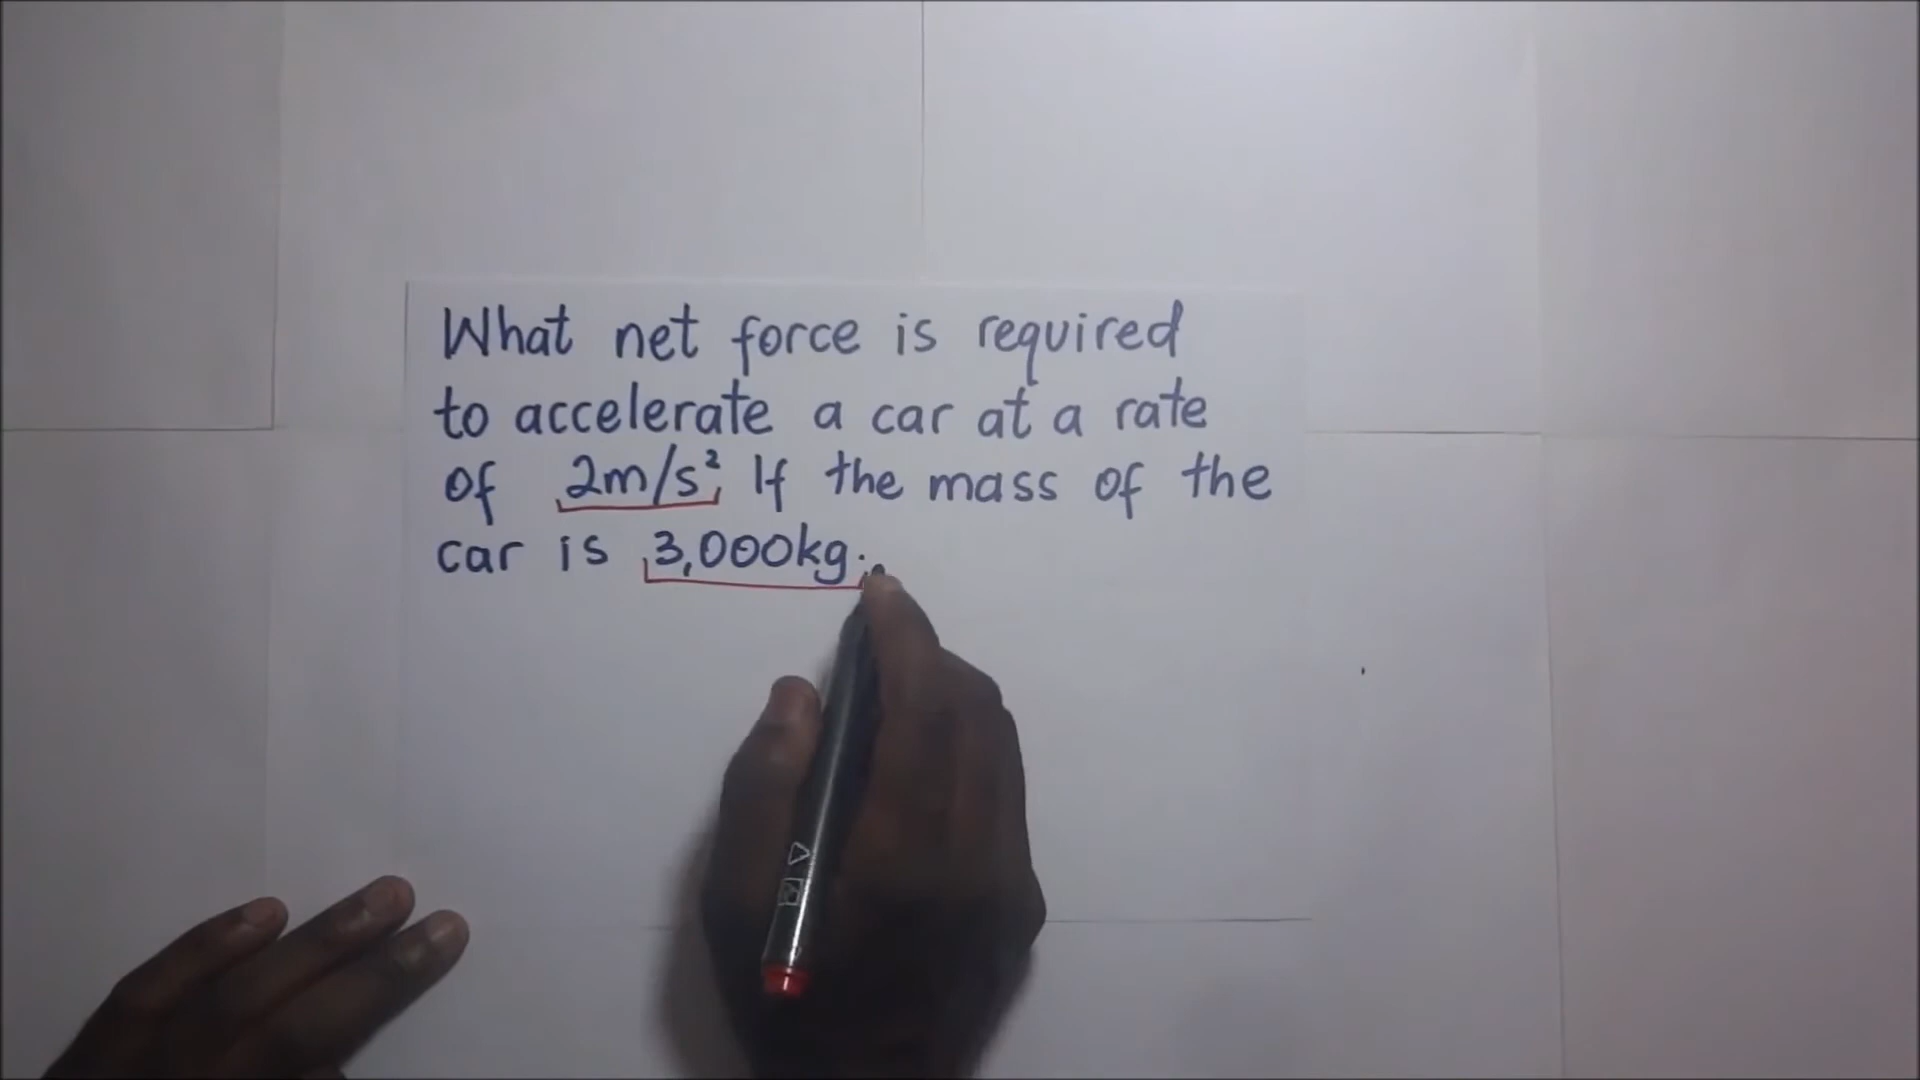 What net force is required
to accelerate a car at a rate
of 2m/s². If the mass of the
car is 3,000kg.